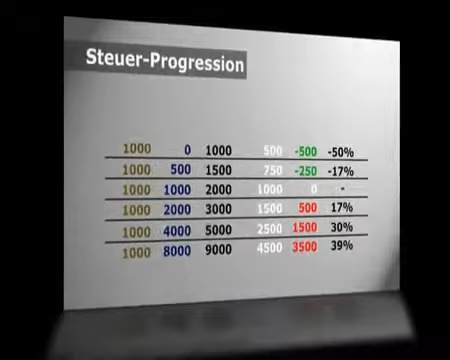 Steuer-Progression
1000 0 1000 500 -500 -50%
1000 500 1500 750 -250 -17%
1000 1000 2000 1000 0 -
1000 2000 3000 1500 500 17%
1000 4000 5000 2500 1500 30%
1000 8000 9000 4500 3500 39%